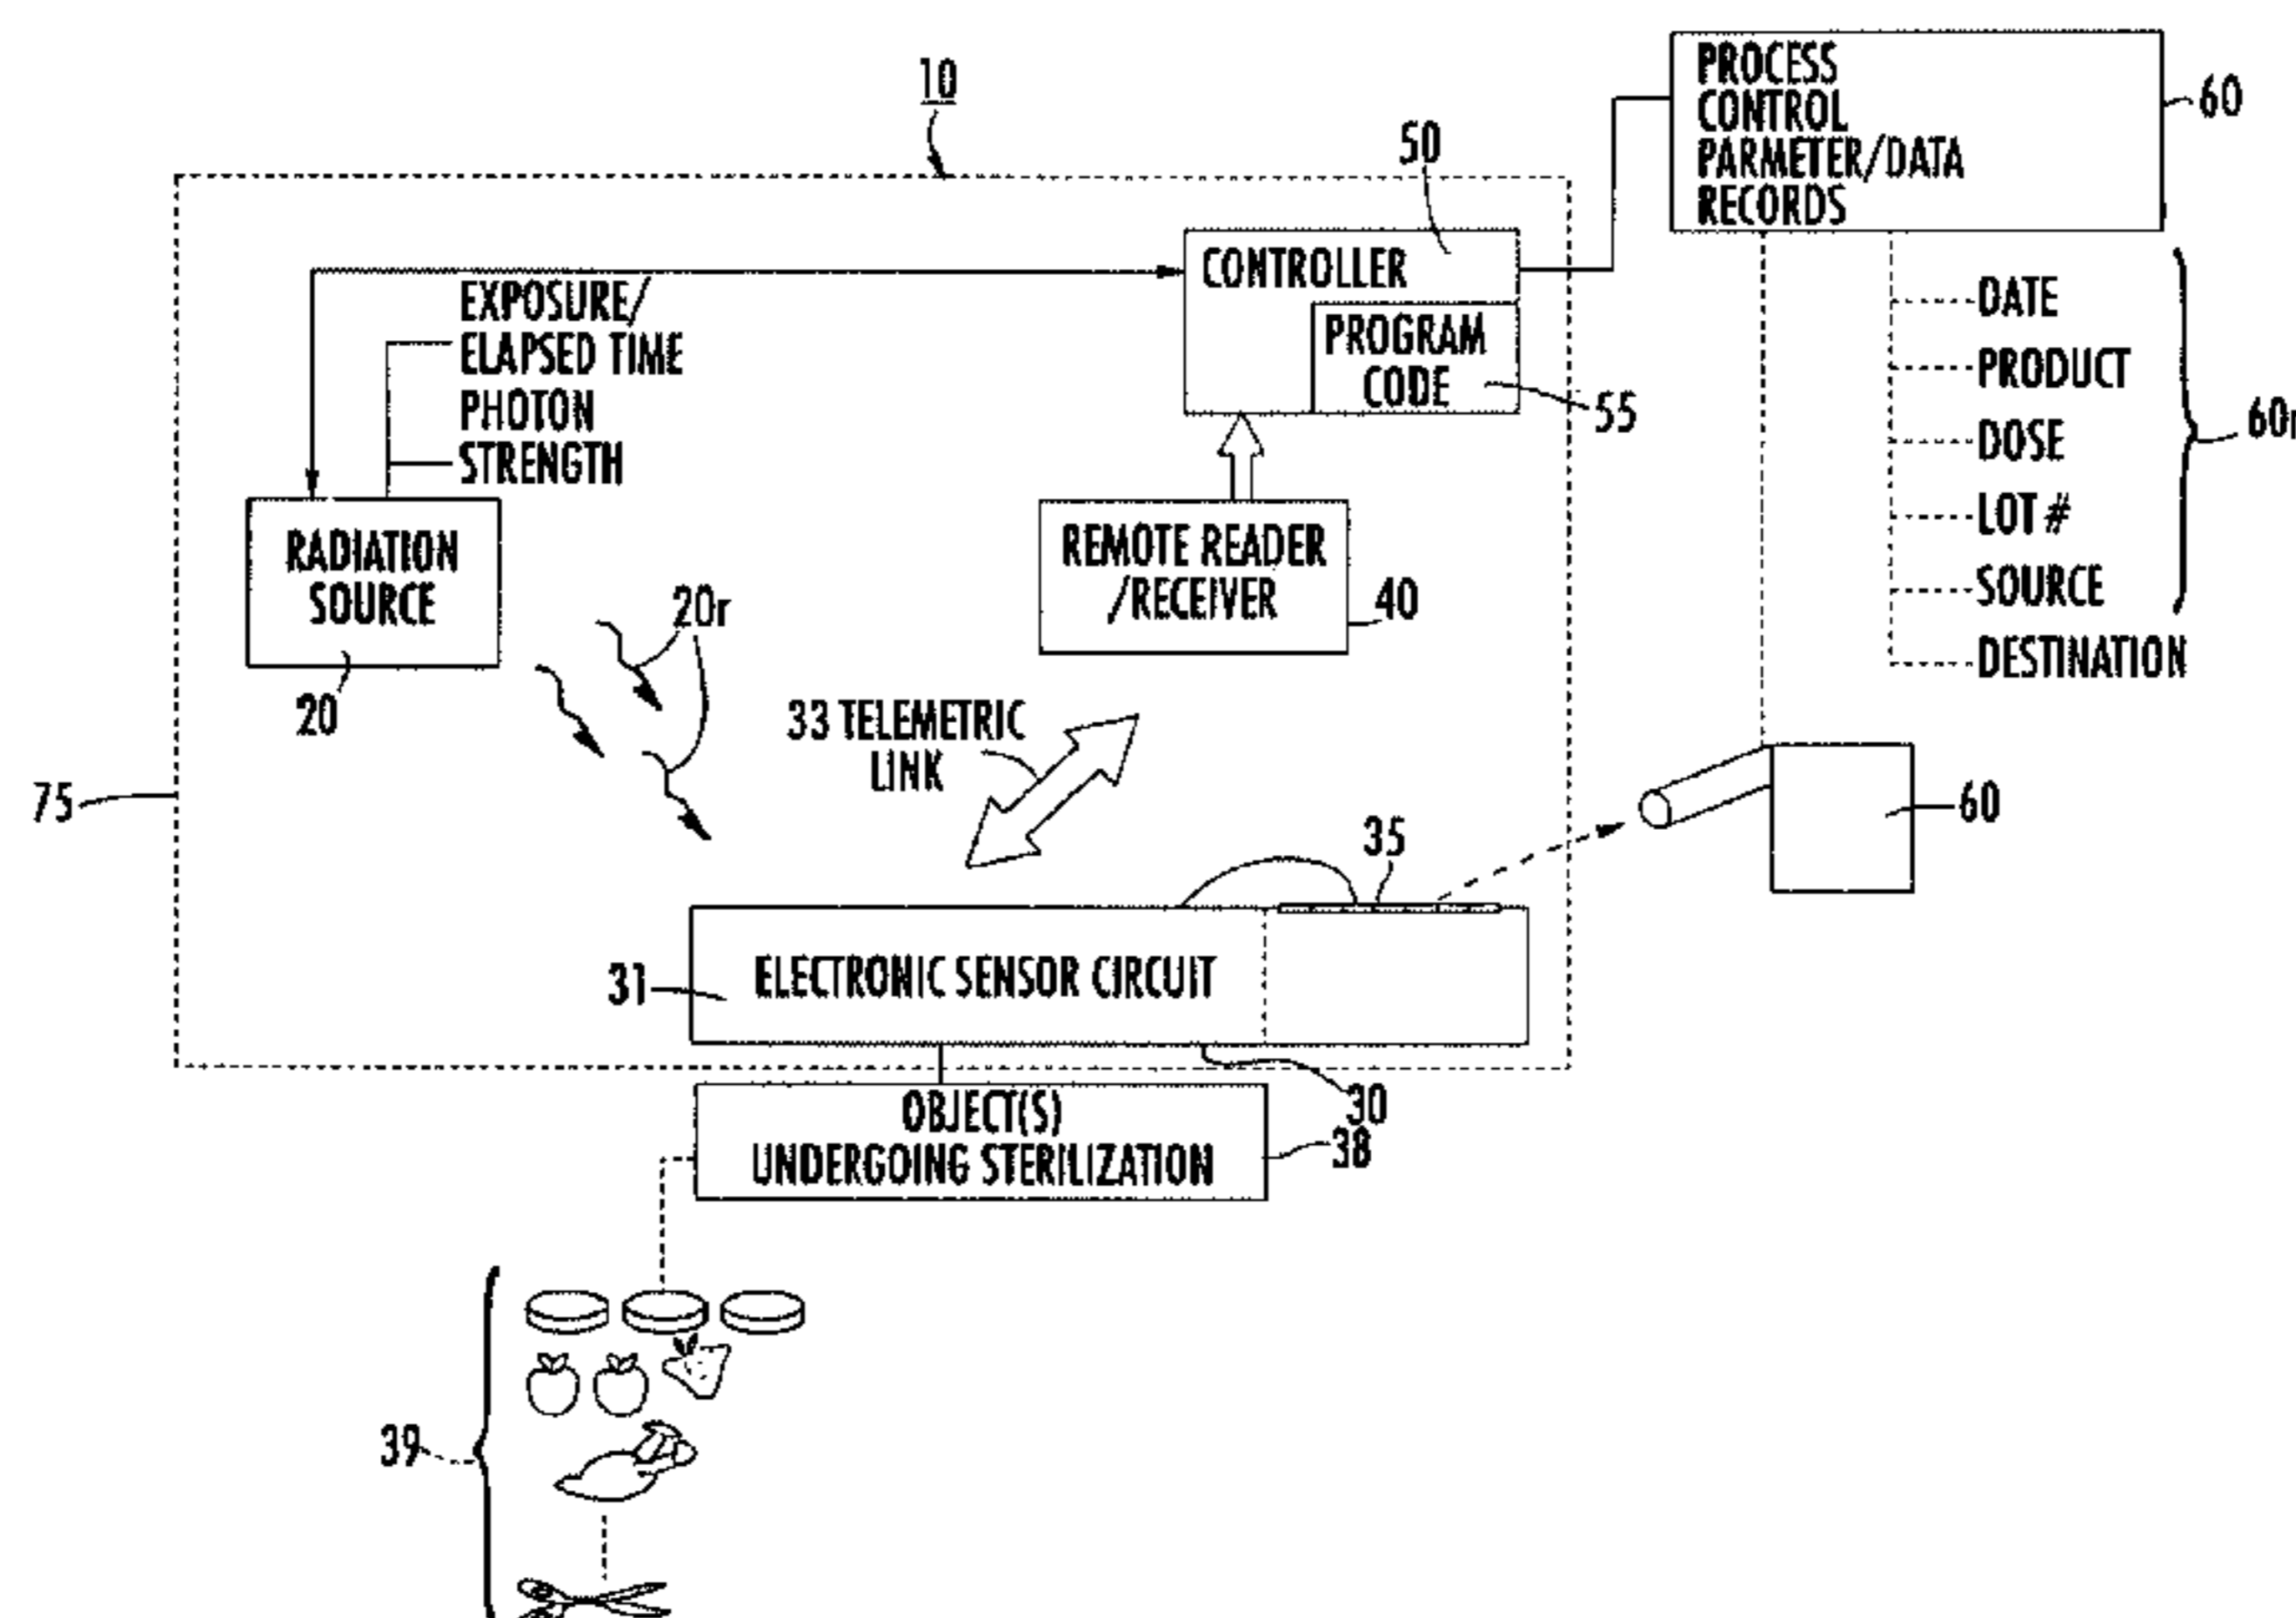 10
PROCESS
CONTROL
PARMETER/DATA
RECORDS
60
50
CONTROLLER
PROGRAM
CODE
55
EXPOSURE/
ELAPSED TIME
PHOTON
STRENGTH
DATE
PRODUCT
DOSE
LOT #
SOURCE
DESTINATION
RADIATION
SOURCE
20
20r
REMOTE READER
/RECEIVER
40
33 TELEMETRIC
LINK
75
35
60
31
ELECTRONIC SENSOR CIRCUIT
30
OBJECT(S)
UNDERGOING STERILIZATION
38
39